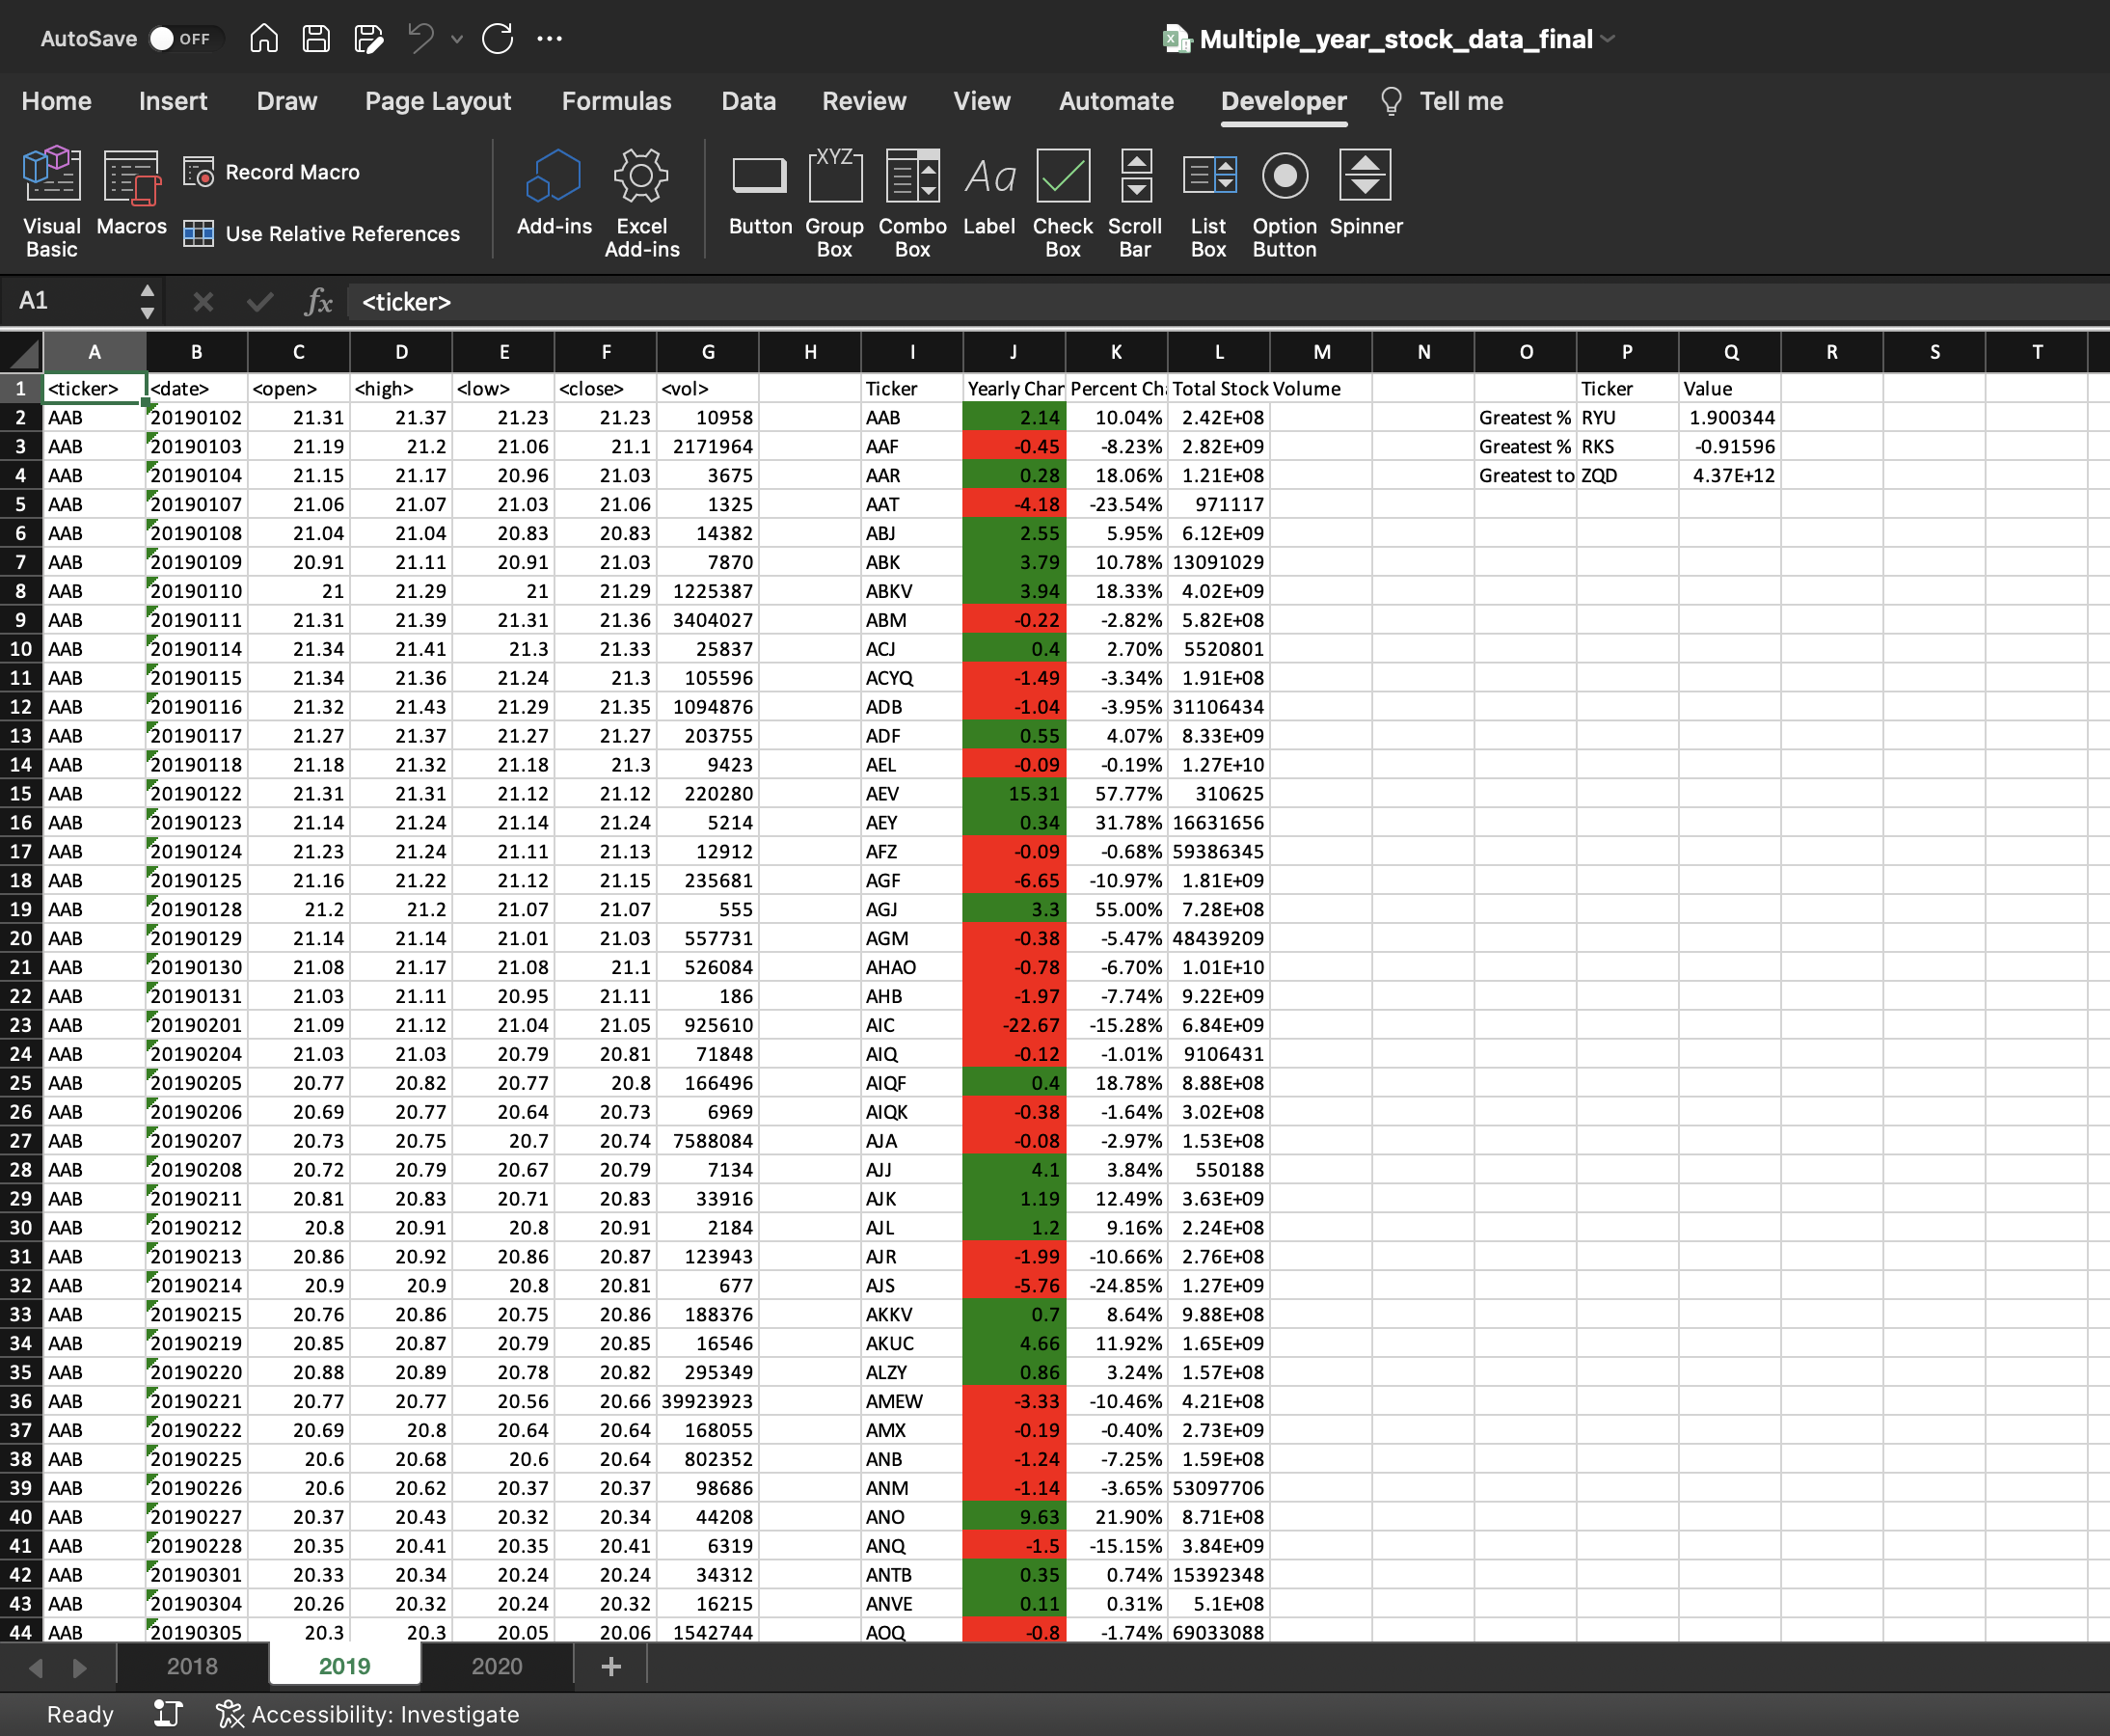 AutoSave OFF Multiple_year_stock_data_final
Home Insert Draw Page Layout Formulas Data Review View Automate Developer Tell me
Visual Basic Macros Record Macro Use Relative References Add-ins Excel Add-ins Button XYZ Group Box Combo Box Aa Label Check Box Scroll Bar List Box Option Button Spinner
A1 fx <ticker>
A B C D E F G H I J K L M N O P Q R S T
1 <ticker> <date> <open> <high> <low> <close> <vol> Ticker Yearly Char Percent Ch Total Stock Volume Ticker Value
2 AAB 20190102 21.31 21.37 21.23 21.23 10958 AAB 2.14 10.04% 2.42E+08 Greatest % RYU 1.900344
3 AAB 20190103 21.19 21.2 21.06 21.1 2171964 AAF -0.45 -8.23% 2.82E+09 Greatest % RKS -0.91596
4 AAB 20190104 21.15 21.17 20.96 21.03 3675 AAR 0.28 18.06% 1.21E+08 Greatest to ZQD 4.37E+12
5 AAB 20190107 21.06 21.07 21.03 21.06 1325 AAT -4.18 -23.54% 971117
6 AAB 20190108 21.04 21.04 20.83 20.83 14382 ABJ 2.55 5.95% 6.12E+09
7 AAB 20190109 20.91 21.11 20.91 21.03 7870 ABK 3.79 10.78% 13091029
8 AAB 20190110 21 21.29 21 21.29 1225387 ABKV 3.94 18.33% 4.02E+09
9 AAB 20190111 21.31 21.39 21.31 21.36 3404027 ABM -0.22 -2.82% 5.82E+08
10 AAB 20190114 21.34 21.41 21.3 21.33 25837 ACJ 0.4 2.70% 5520801
11 AAB 20190115 21.34 21.36 21.24 21.3 105596 ACYQ -1.49 -3.34% 1.91E+08
12 AAB 20190116 21.32 21.43 21.29 21.35 1094876 ADB -1.04 -3.95% 31106434
13 AAB 20190117 21.27 21.37 21.27 21.27 203755 ADF 0.55 4.07% 8.33E+09
14 AAB 20190118 21.18 21.32 21.18 21.3 9423 AEL -0.09 -0.19% 1.27E+10
15 AAB 20190122 21.31 21.31 21.12 21.12 220280 AEV 15.31 57.77% 310625
16 AAB 20190123 21.14 21.24 21.14 21.24 5214 AEY 0.34 31.78% 16631656
17 AAB 20190124 21.23 21.24 21.11 21.13 12912 AFZ -0.09 -0.68% 59386345
18 AAB 20190125 21.16 21.22 21.12 21.15 235681 AGF -6.65 -10.97% 1.81E+09
19 AAB 20190128 21.2 21.2 21.07 21.07 555 AGJ 3.3 55.00% 7.28E+08
20 AAB 20190129 21.14 21.14 21.01 21.03 557731 AGM -0.38 -5.47% 48439209
21 AAB 20190130 21.08 21.17 21.08 21.1 526084 AHAO -0.78 -6.70% 1.01E+10
22 AAB 20190131 21.03 21.11 20.95 21.11 186 AHB -1.97 -7.74% 9.22E+09
23 AAB 20190201 21.09 21.12 21.04 21.05 925610 AIC -22.67 -15.28% 6.84E+09
24 AAB 20190204 21.03 21.03 20.79 20.81 71848 AIQ -0.12 -1.01% 9106431
25 AAB 20190205 20.77 20.82 20.77 20.8 166496 AIQF 0.4 18.78% 8.88E+08
26 AAB 20190206 20.69 20.77 20.64 20.73 6969 AIQK -0.38 -1.64% 3.02E+08
27 AAB 20190207 20.73 20.75 20.7 20.74 7588084 AJA -0.08 -2.97% 1.53E+08
28 AAB 20190208 20.72 20.79 20.67 20.79 7134 AJJ 4.1 3.84% 550188
29 AAB 20190211 20.81 20.83 20.71 20.83 33916 AJK 1.19 12.49% 3.63E+09
30 AAB 20190212 20.8 20.91 20.8 20.91 2184 AJL 1.2 9.16% 2.24E+08
31 AAB 20190213 20.86 20.92 20.86 20.87 123943 AJR -1.99 -10.66% 2.76E+08
32 AAB 20190214 20.9 20.9 20.8 20.81 677 AJS -5.76 -24.85% 1.27E+09
33 AAB 20190215 20.76 20.86 20.75 20.86 188376 AKKV 0.7 8.64% 9.88E+08
34 AAB 20190219 20.85 20.87 20.79 20.85 16546 AKUC 4.66 11.92% 1.65E+09
35 AAB 20190220 20.88 20.89 20.78 20.82 295349 ALZY 0.86 3.24% 1.57E+08
36 AAB 20190221 20.77 20.77 20.56 20.66 39923923 AMEW -3.33 -10.46% 4.21E+08
37 AAB 20190222 20.69 20.8 20.64 20.64 168055 AMX -0.19 -0.40% 2.73E+09
38 AAB 20190225 20.6 20.68 20.6 20.64 802352 ANB -1.24 -7.25% 1.59E+08
39 AAB 20190226 20.6 20.62 20.37 20.37 98686 ANM -1.14 -3.65% 53097706
40 AAB 20190227 20.37 20.43 20.32 20.34 44208 ANO 9.63 21.90% 8.71E+08
41 AAB 20190228 20.35 20.41 20.35 20.41 6319 ANQ -1.5 -15.15% 3.84E+09
42 AAB 20190301 20.33 20.34 20.24 20.24 34312 ANTB 0.35 0.74% 15392348
43 AAB 20190304 20.26 20.32 20.24 20.32 16215 ANVE 0.11 0.31% 5.1E+08
44 AAB 20190305 20.3 20.3 20.05 20.06 1542744 AOQ -0.8 -1.74% 69033088
2018 2019 2020 +
Ready Accessibility: Investigate